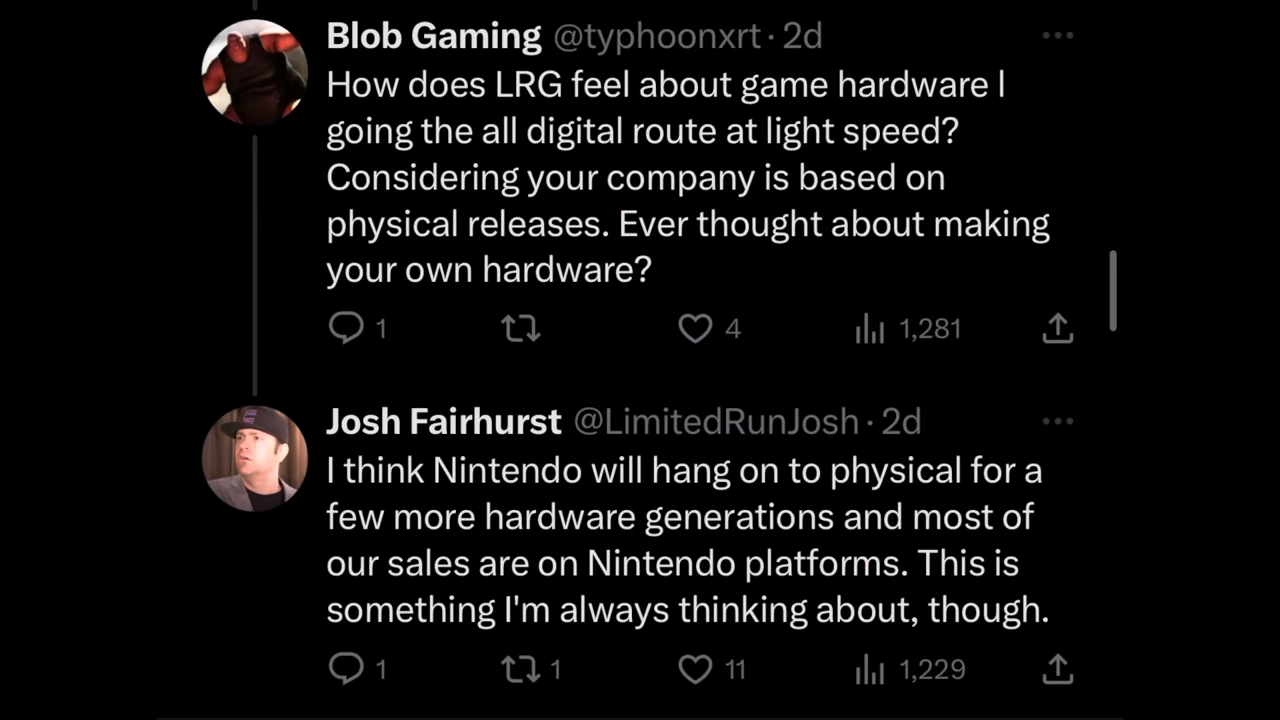 Blob Gaming @typhoonxrt · 2d
How does LRG feel about game hardware l
going the all digital route at light speed?
Considering your company is based on
physical releases. Ever thought about making
your own hardware?
1 4 1,281
Josh Fairhurst @LimitedRunJosh · 2d
I think Nintendo will hang on to physical for a
few more hardware generations and most of
our sales are on Nintendo platforms. This is
something I'm always thinking about, though.
1 1 11 1,229